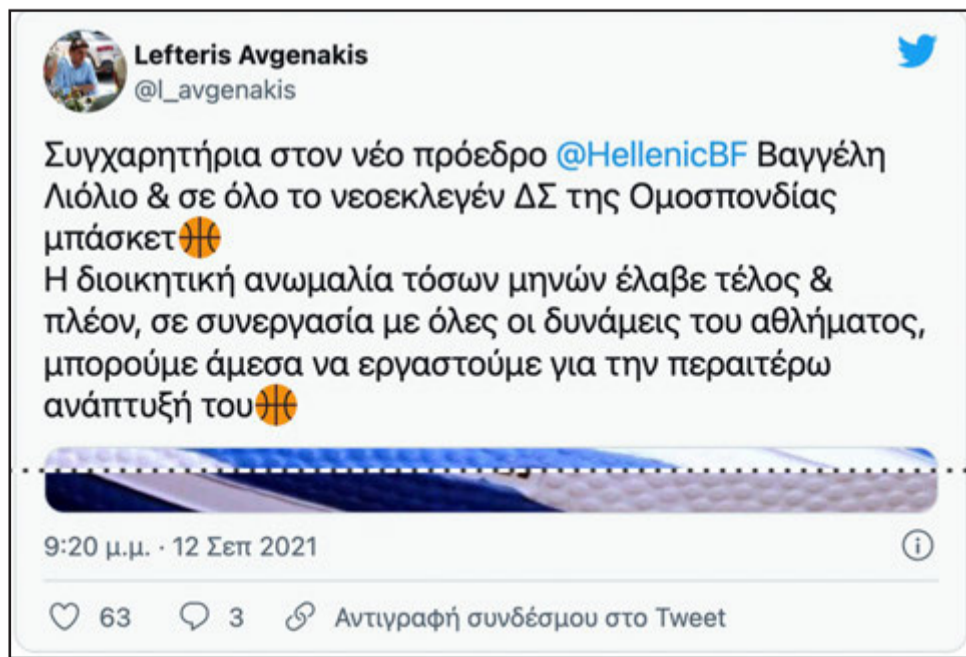 Lefteris Avgenakis
@l_avgenakis
Συγχαρητήρια στον νέο πρόεδρο @HellenicBF Βαγγέλη
Λιόλιο & σε όλο το νεοεκλεγέν ΔΣ της Ομοσπονδίας
μπάσκετ🏀
Η διοικητική ανωμαλία τόσων μηνών έλαβε τέλος &
πλέον, σε συνεργασία με όλες οι δυνάμεις του αθλήματος,
μπορούμε άμεσα να εργαστούμε για την περαιτέρω
ανάπτυξή του🏀
9:20 μ.μ. · 12 Σεπ 2021
63 3 Αντιγραφή συνδέσμου στο Tweet